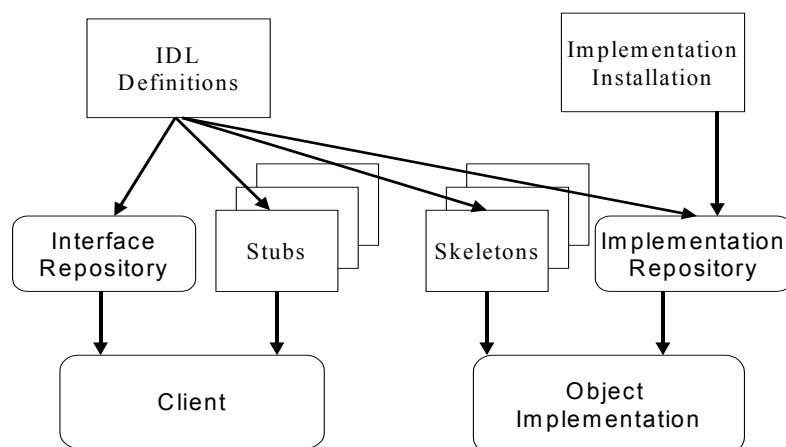 IDL
Definitions
Implementation
Installation
Interface
Repository
Stubs
Skeletons
Implementation
Repository
Client
Object
Implementation